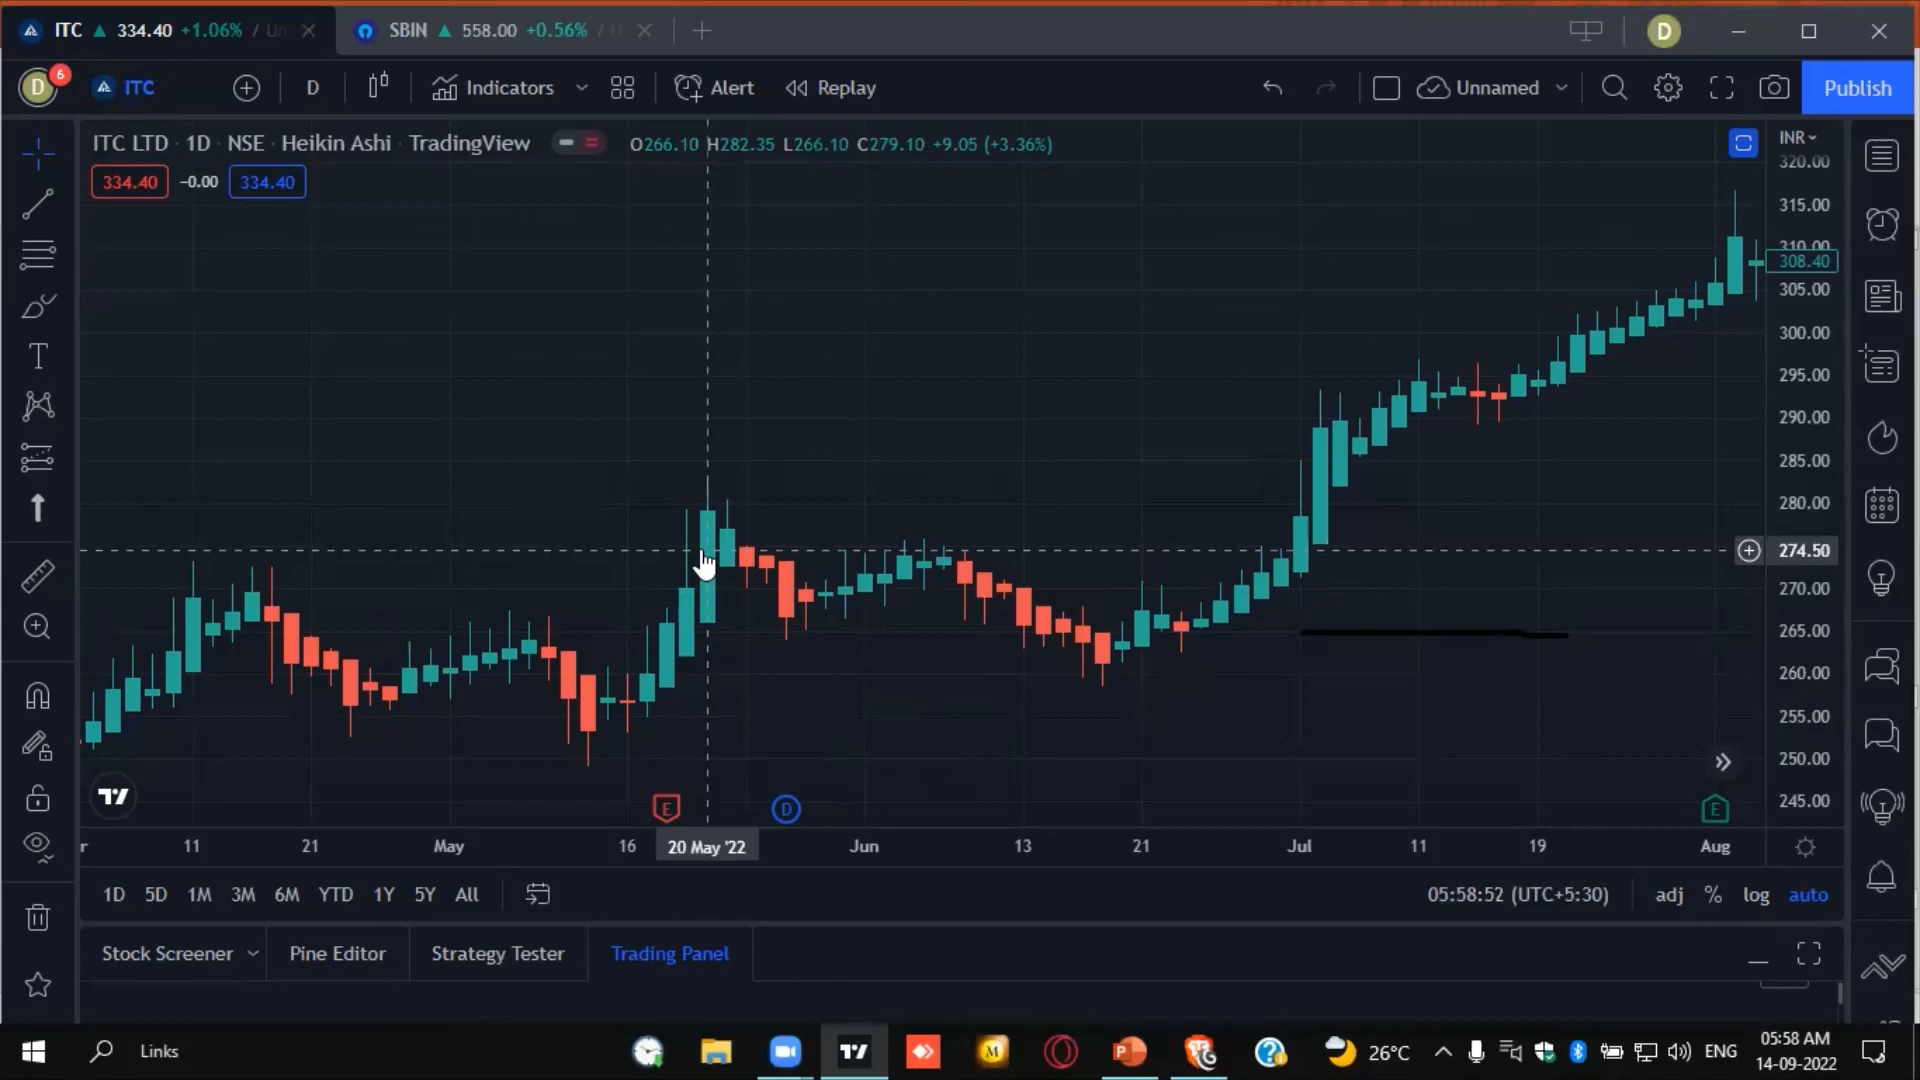 ITC ▲ 334.40 +1.06% / Un
SBIN ▲ 558.00 +0.56% / U
D
D 6 ITC D Indicators Alert Replay Unnamed Publish
ITC LTD · 1D · NSE · Heikin Ashi · TradingView O266.10 H282.35 L266.10 C279.10 +9.05 (+3.36%)
INR
334.40 -0.00 334.40
320.00
315.00
310.00
308.40
305.00
300.00
295.00
290.00
285.00
280.00
274.50
270.00
265.00
260.00
255.00
250.00
245.00
E D E
r 11 21 May 16 20 May '22 Jun 13 21 Jul 11 19 Aug
1D 5D 1M 3M 6M YTD 1Y 5Y All 05:58:52 (UTC+5:30) adj % log auto
Stock Screener Pine Editor Strategy Tester Trading Panel
Links 26°C ENG 05:58 AM
14-09-2022